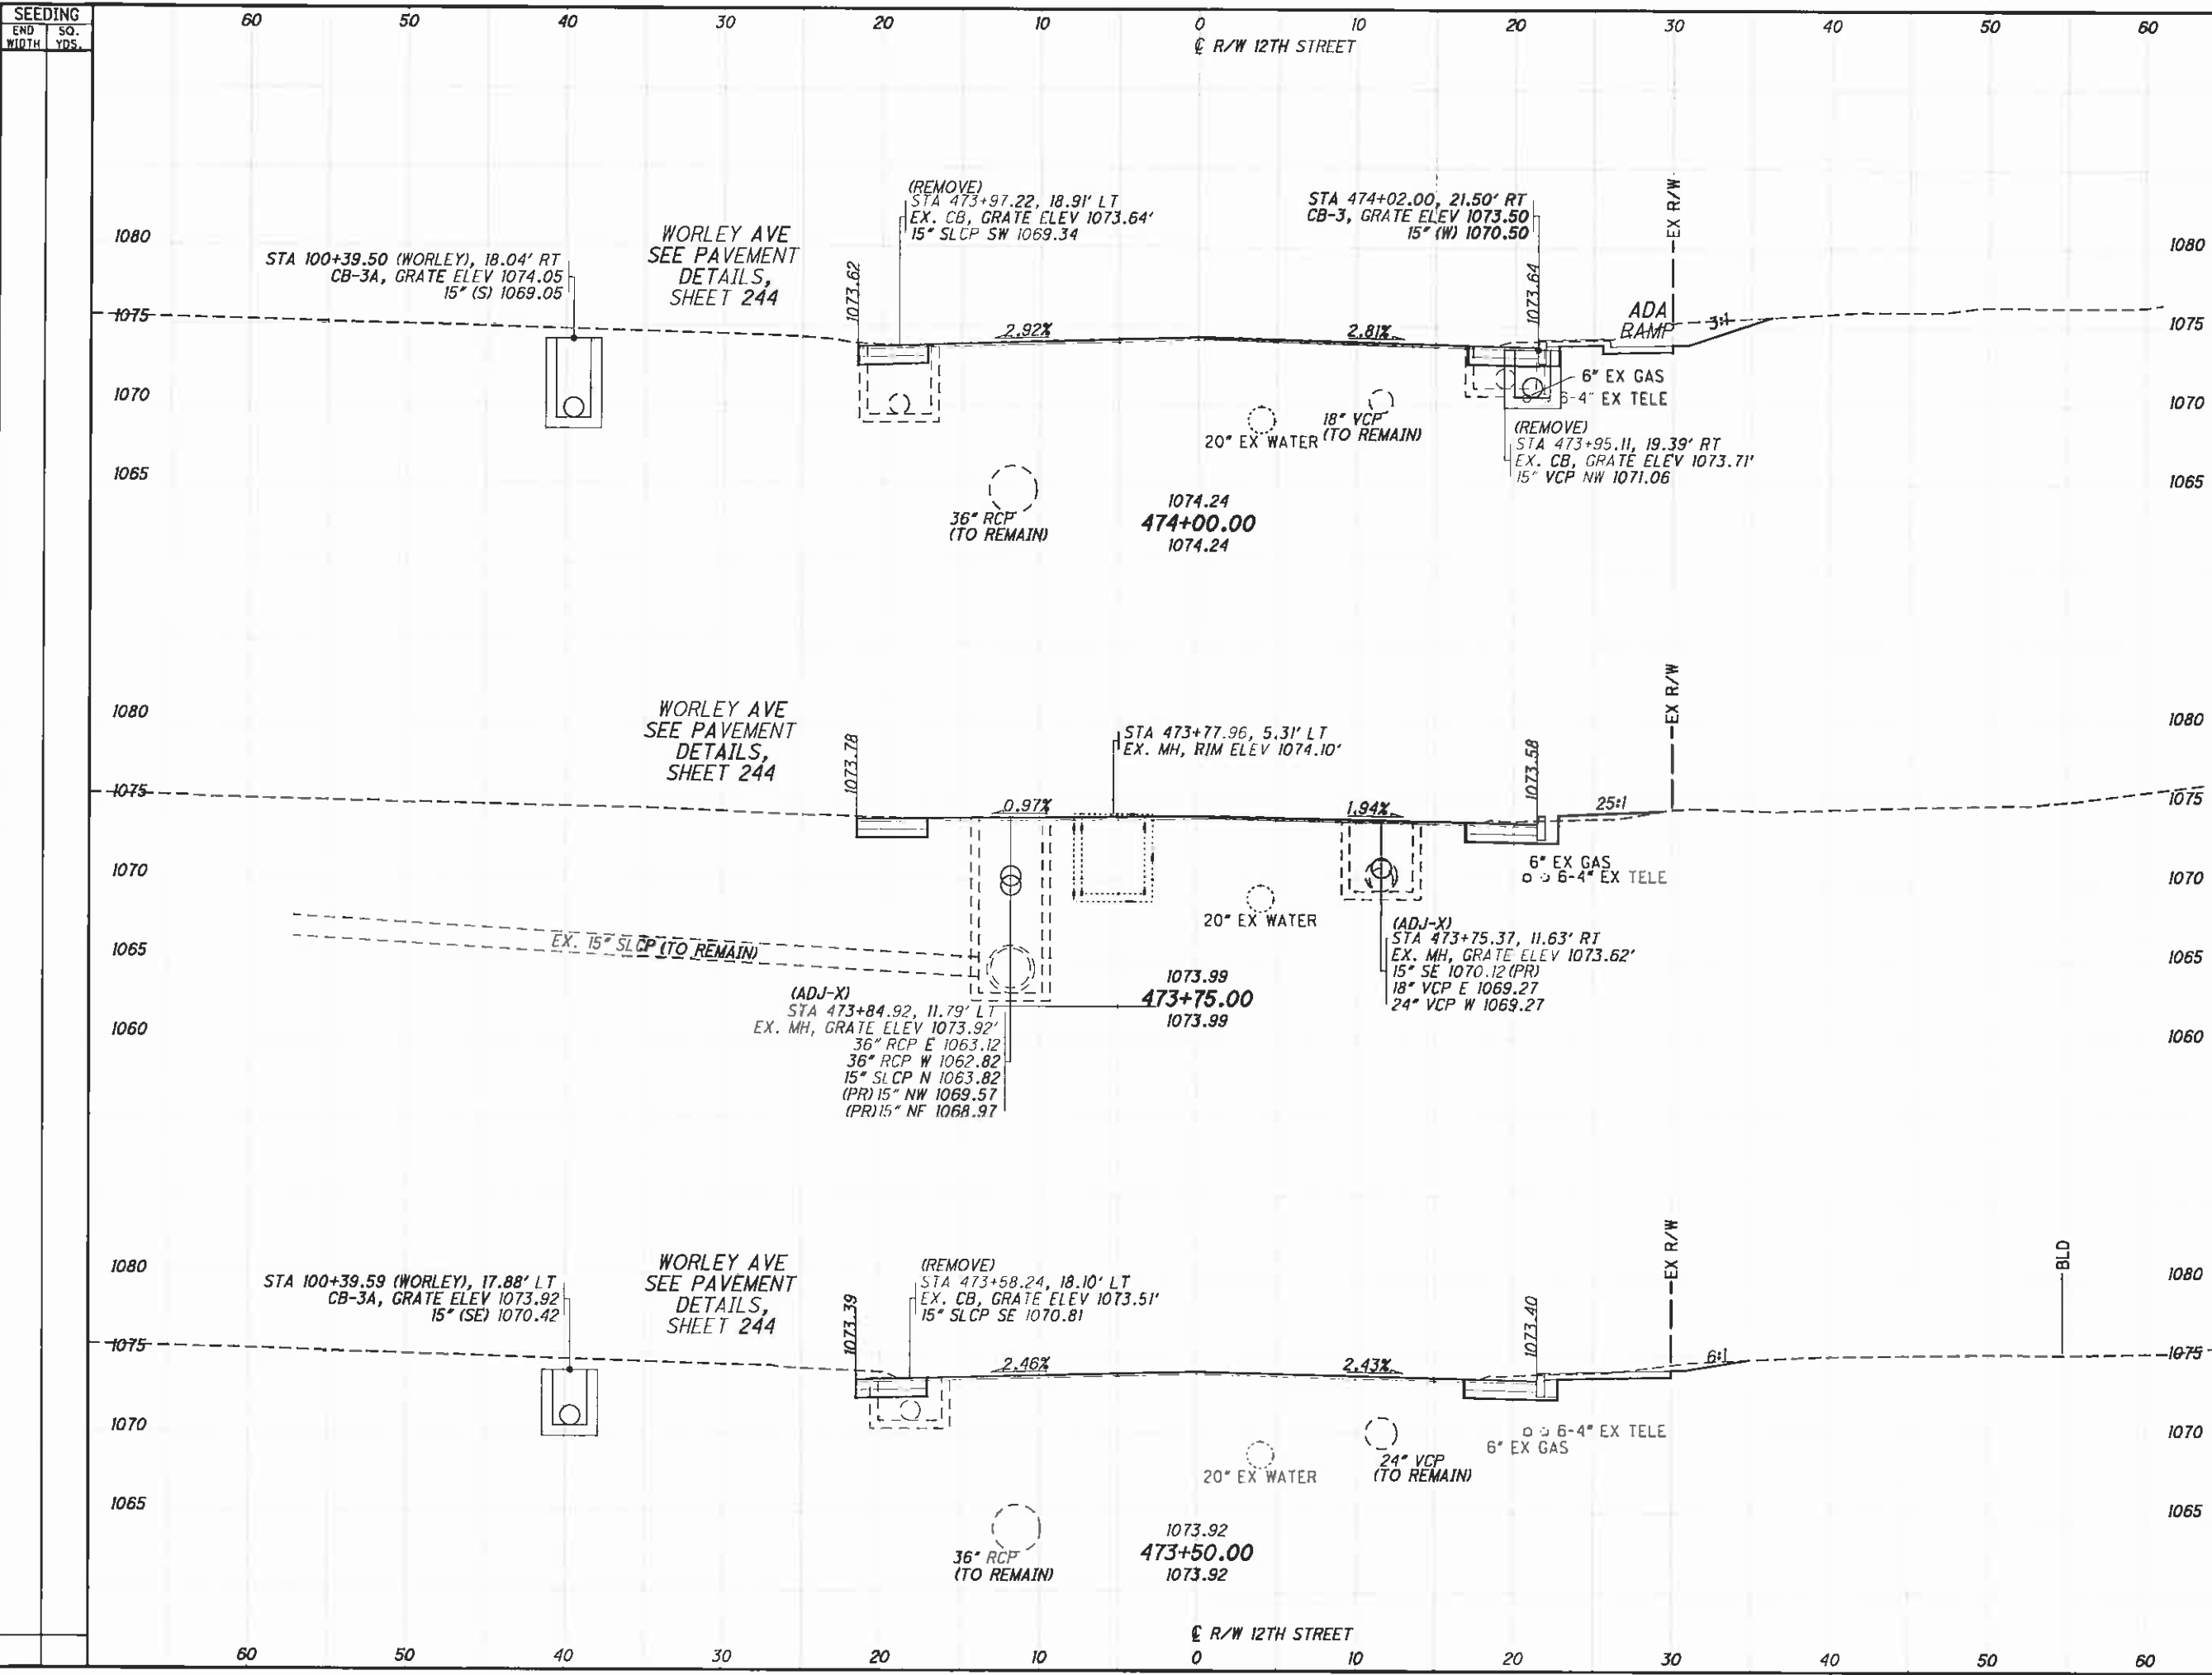 SEEDING
END WIDTH
SQ. YDS.
60 50 40 30 20 10 0 10 20 30 40 50 60
℄ R/W 12TH STREET
1080
1075
1070
1065
STA 100+39.50 (WORLEY), 18.04' RT
CB-3A, GRATE ELEV 1074.05
15" (S) 1069.05
WORLEY AVE
SEE PAVEMENT
DETAILS,
SHEET 244
1073.62
(REMOVE)
STA 473+97.22, 18.91' LT
EX. CB, GRATE ELEV 1073.64'
15" SLCP SW 1069.34
2.92%
2.81%
STA 474+02.00, 21.50' RT
CB-3, GRATE ELEV 1073.50
15" (W) 1070.50
1073.64
EX R/W
ADA
RAMP
3:1
6" EX GAS
6-4" EX TELE
(REMOVE)
STA 473+95.11, 19.39' RT
EX. CB, GRATE ELEV 1073.71'
15" VCP NW 1071.06
18" VCP
(TO REMAIN)
20" EX WATER
36" RCP
(TO REMAIN)
1074.24
474+00.00
1074.24
1080
1075
1070
1065
1080
1075
1070
1065
1060
WORLEY AVE
SEE PAVEMENT
DETAILS,
SHEET 244
1073.78
STA 473+77.96, 5.31' LT
EX. MH, RIM ELEV 1074.10'
0.97%
1.94%
1073.58
EX R/W
25:1
6" EX GAS
6-4" EX TELE
20" EX WATER
EX. 15" SLCP (TO REMAIN)
(ADJ-X)
STA 473+75.37, 11.63' RT
EX. MH, GRATE ELEV 1073.62'
15" SE 1070.12 (PR)
18" VCP E 1069.27
24" VCP W 1069.27
(ADJ-X)
STA 473+84.92, 11.79' LT
EX. MH, GRATE ELEV 1073.92'
36" RCP E 1063.12
36" RCP W 1062.82
15" SLCP N 1063.82
(PR) 15" NW 1069.57
(PR) 15" NE 1068.97
1073.99
473+75.00
1073.99
1080
1075
1070
1065
1060
1080
1075
1070
1065
STA 100+39.59 (WORLEY), 17.88' LT
CB-3A, GRATE ELEV 1073.92
15" (SE) 1070.42
WORLEY AVE
SEE PAVEMENT
DETAILS,
SHEET 244
1073.39
(REMOVE)
STA 473+58.24, 18.10' LT
EX. CB, GRATE ELEV 1073.51'
15" SLCP SE 1070.81
2.46%
2.43%
1073.40
EX R/W
6:1
BLD
6-4" EX TELE
6" EX GAS
24" VCP
(TO REMAIN)
20" EX WATER
36" RCP
(TO REMAIN)
1073.92
473+50.00
1073.92
1080
1075
1070
1065
℄ R/W 12TH STREET
60 50 40 30 20 10 0 10 20 30 40 50 60